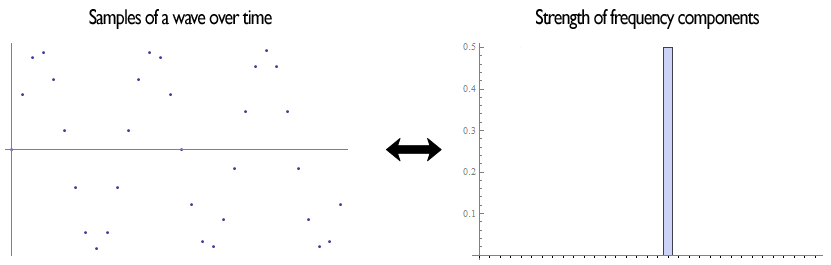 Samples of a wave over time
Strength of frequency components
0.5
0.4
0.3
0.2
0.1